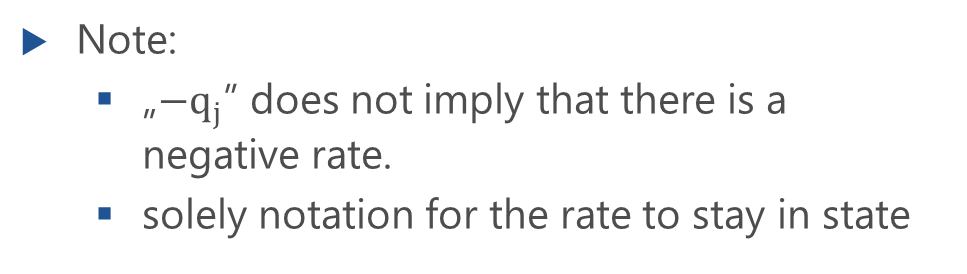 Note:
„−qj” does not imply that there is a
negative rate.
solely notation for the rate to stay in state